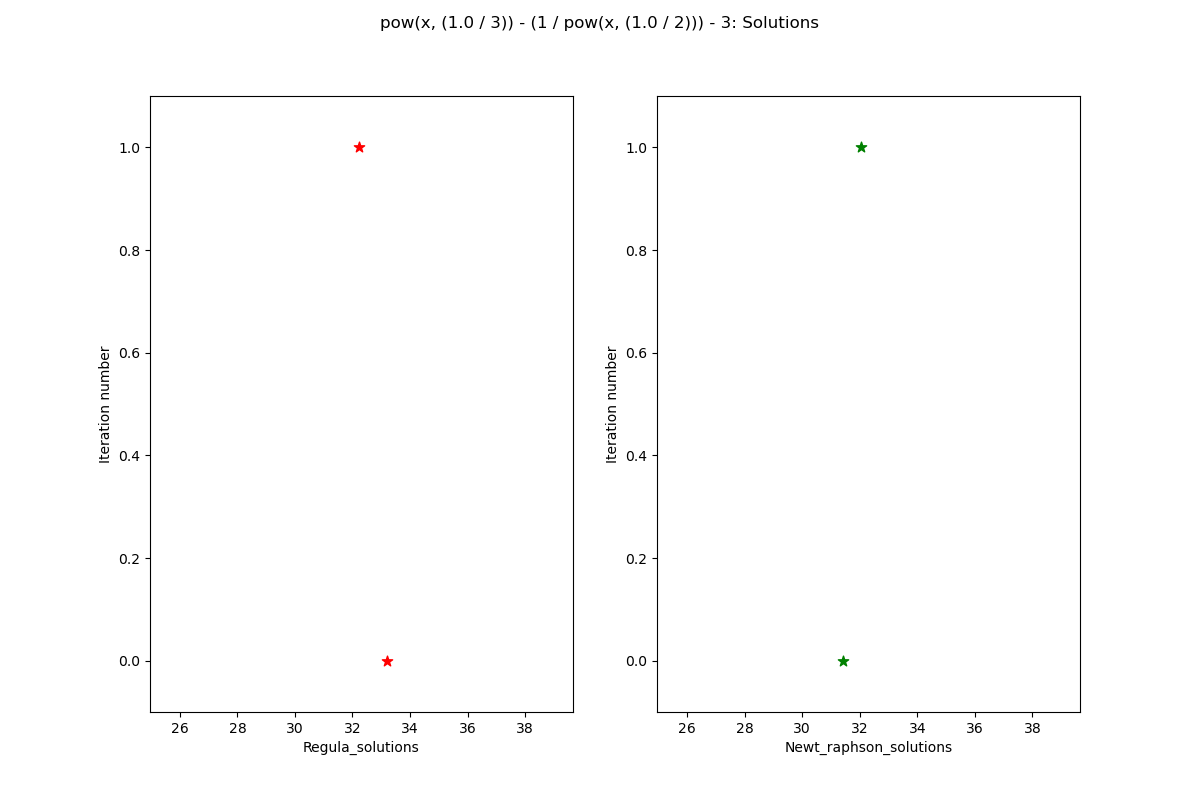 pow(x, (1.0 / 3)) - (1 / pow(x, (1.0 / 2))) - 3: Solutions
Iteration number
1.0
0.8
0.6
0.4
0.2
0.0
26 28 30 32 34 36 38
Regula_solutions
Iteration number
1.0
0.8
0.6
0.4
0.2
0.0
26 28 30 32 34 36 38
Newt_raphson_solutions